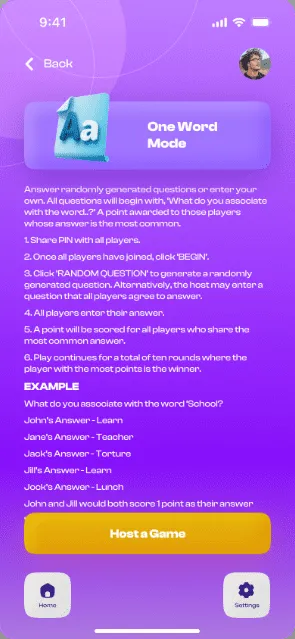 9:41
Back
One Word
Mode
Answer randomly generated questions or enter your
own. All questions will begin with, 'What do you associate
with the word..?' A point awarded to those players
whose answer is the most common.
1. Share PIN with all players.
2. Once all players have joined, click 'BEGIN'.
3. Click 'RANDOM QUESTION' to generate a randomly
generated question. Alternatively, the host may enter a
question that all players agree to answer.
4. All players enter their answer.
5. A point will be scored for all players who share the
most common answer.
6. Play continues for a total of ten rounds where the
player with the most points is the winner.
EXAMPLE
What do you associate with the word 'School?
John's Answer - Learn
Jane's Answer - Teacher
Jack's Answer - Torture
Jill's Answer - Learn
Jock's Answer - Lunch
John and Jill would both score 1 point as their answer
Host a Game
Home
Settings
Aa